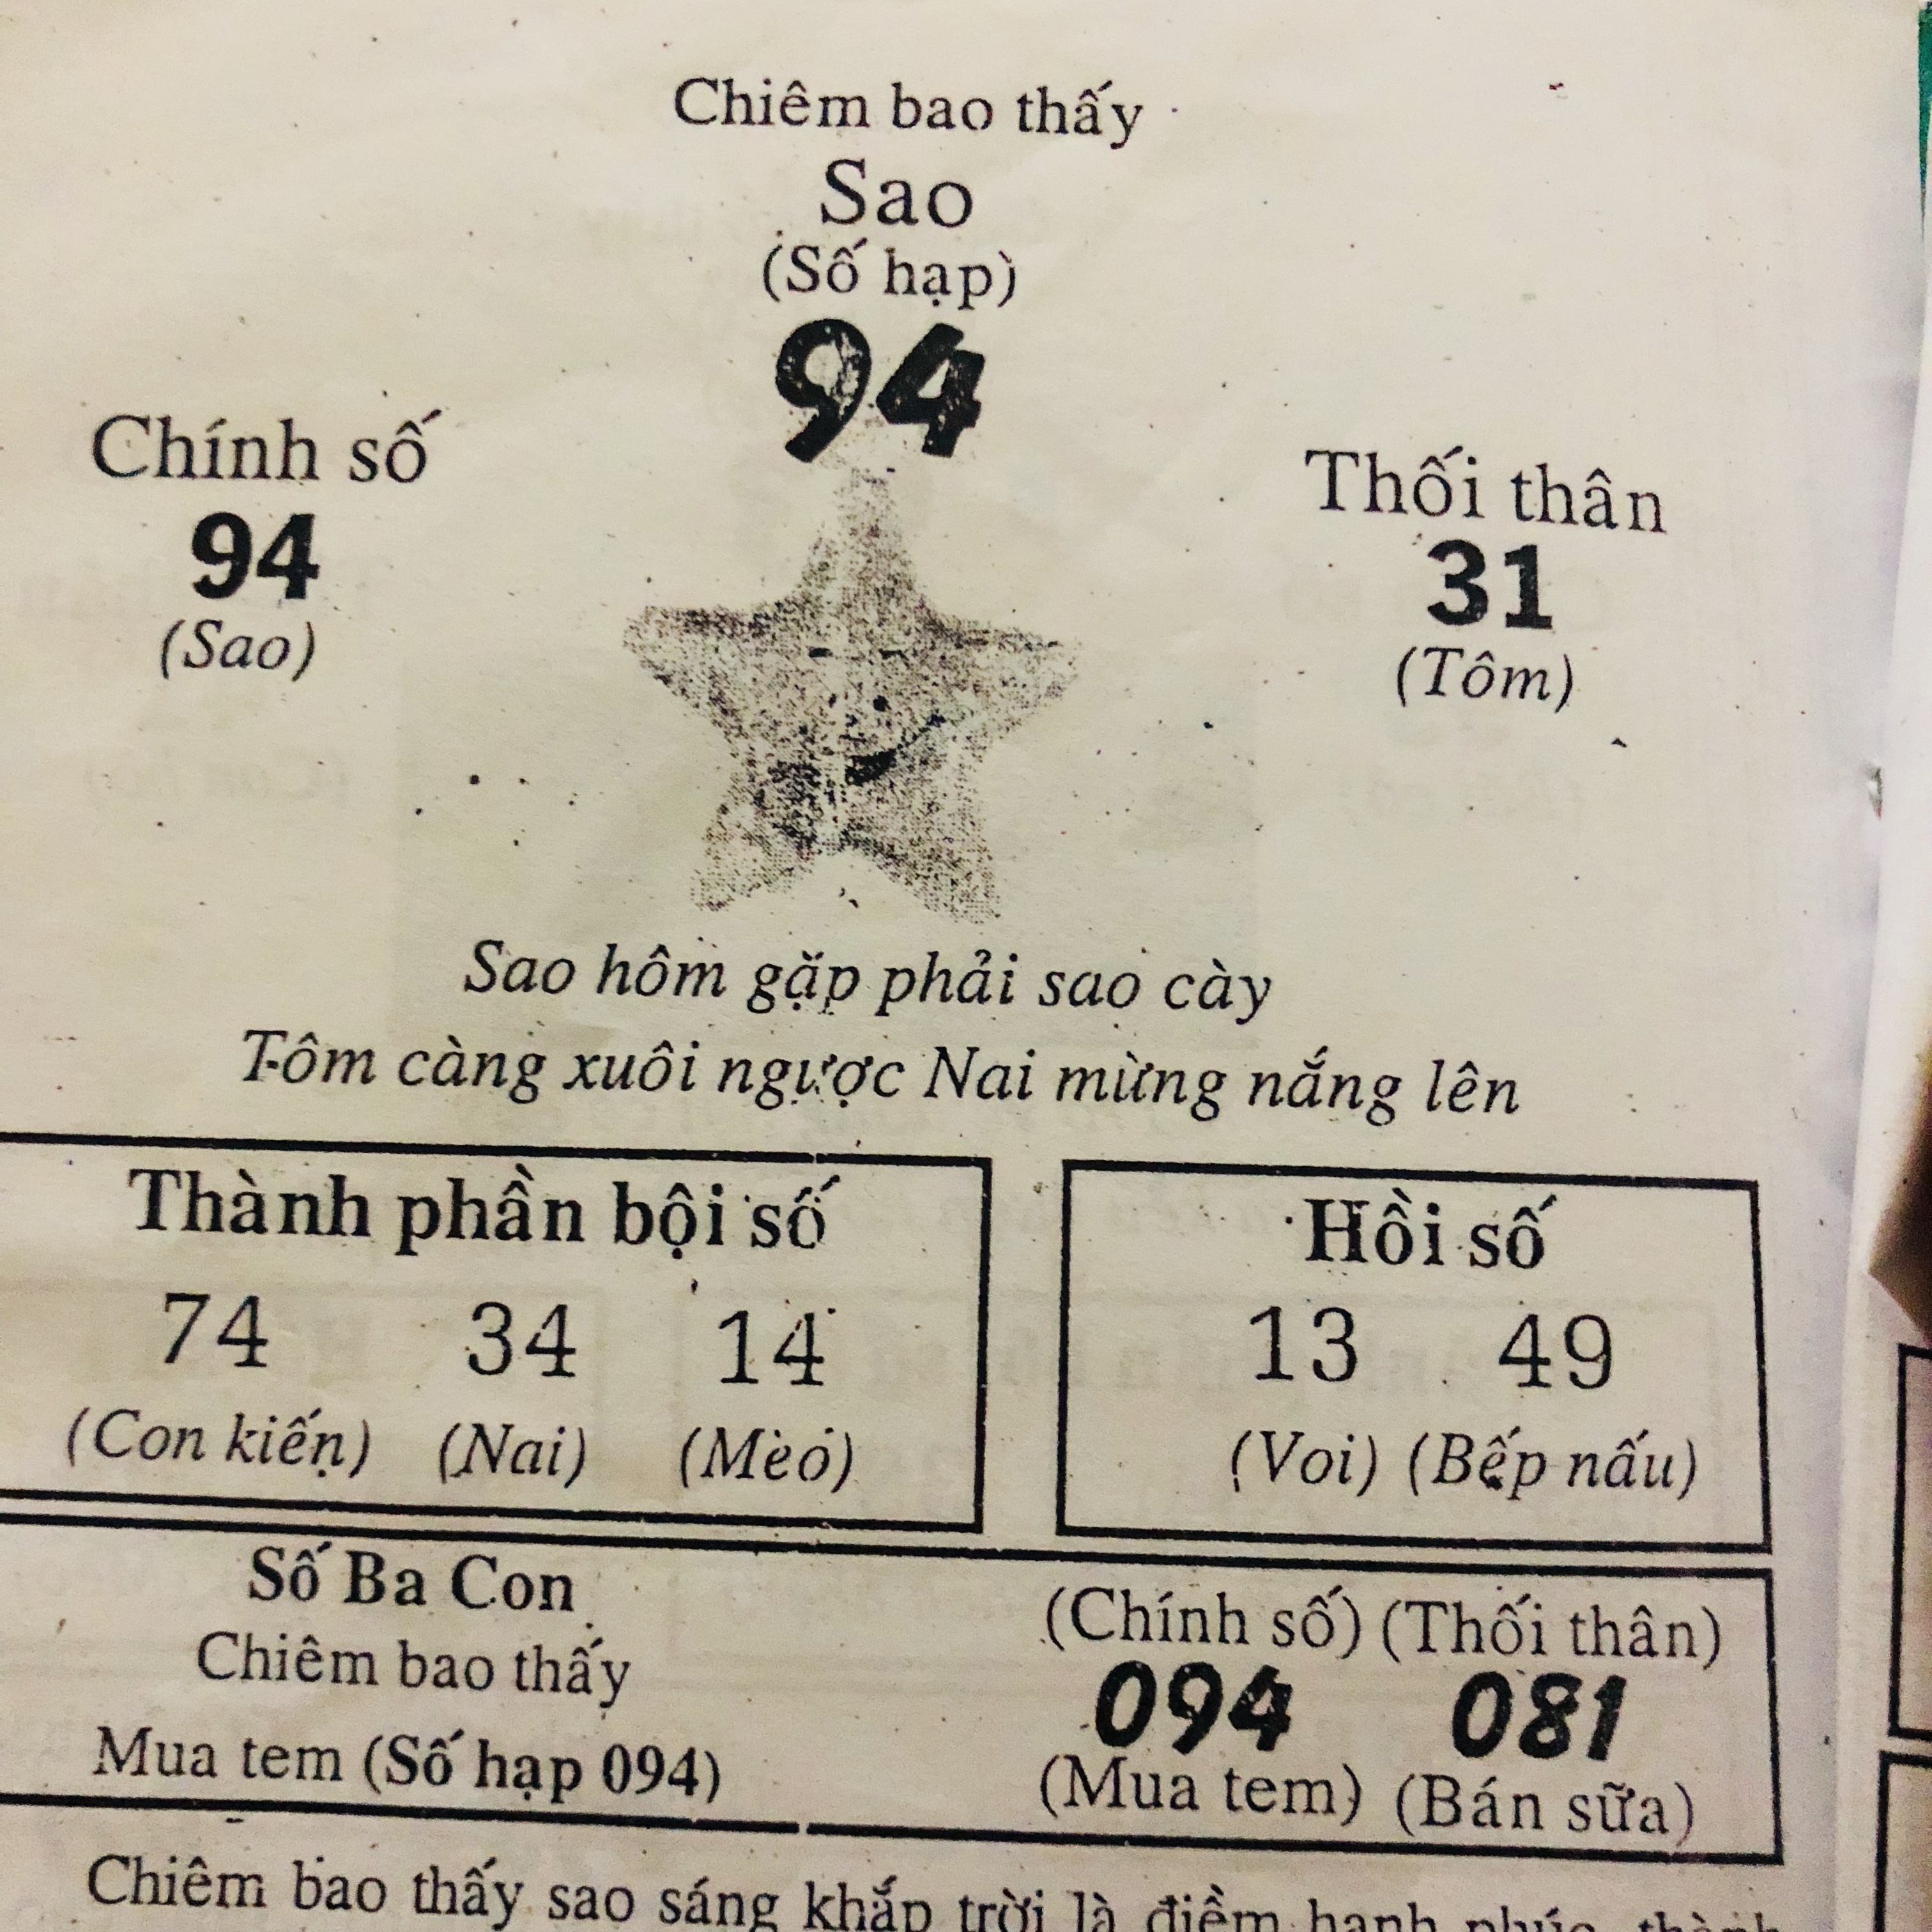 Chiêm bao thấy
Sao
(Số hạp)
94
Chính số
94
(Sao)
Thối thân
31
(Tôm)
Sao hôm gặp phải sao cày
Tôm càng xuôi ngược Nai mừng nắng lên
Thành phần bội số
74 34 14
(Con kiến) (Nai) (Mèo)
Hồi số
13 49
(Voi) (Bếp nấu)
Số Ba Con
Chiêm bao thấy
Mua tem (Số hạp 094)
(Chính số) (Thối thân)
094 081
(Mua tem) (Bán sữa)
Chiêm bao thấy sao sáng khắp trời là điềm hạnh phúc, thành